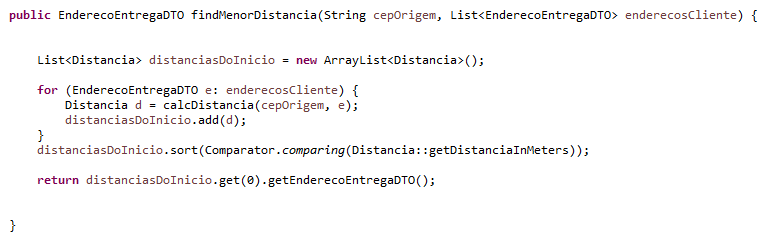 public EnderecoEntregaDTO findMenorDistancia(String cepOrigem, List<EnderecoEntregaDTO> enderecosCliente) {
List<Distancia> distanciasDoInicio = new ArrayList<Distancia>();
for (EnderecoEntregaDTO e: enderecosCliente) {
Distancia d = calcDistancia(cepOrigem, e);
distanciasDoInicio.add(d);
}
distanciasDoInicio.sort(Comparator.comparing(Distancia::getDistanciaInMeters));
return distanciasDoInicio.get(0).getEnderecoEntregaDTO();
}